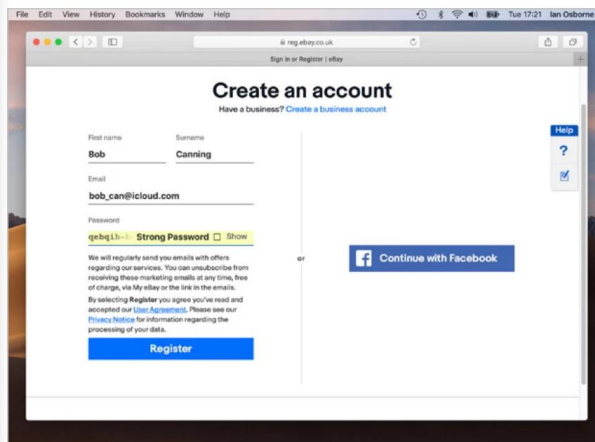 File Edit View History Bookmarks Window Help Tue 17:21 Ian Osborne
reg.ebay.co.uk
Sign in or Register | eBay
Create an account
Have a business? Create a business account
Help
?
First name Surname
Bob Canning
Email
bob_can@icloud.com
Password
qebqih- Strong Password Show
We will regularly send you emails with offers
regarding our services. You can unsubscribe from
receiving these marketing emails at any time, free
of charge, via My eBay or the link in the emails.
By selecting Register you agree you've read and
accepted our User Agreement. Please see our
Privacy Notice for information regarding the
processing of your data.
Register
or
Continue with Facebook